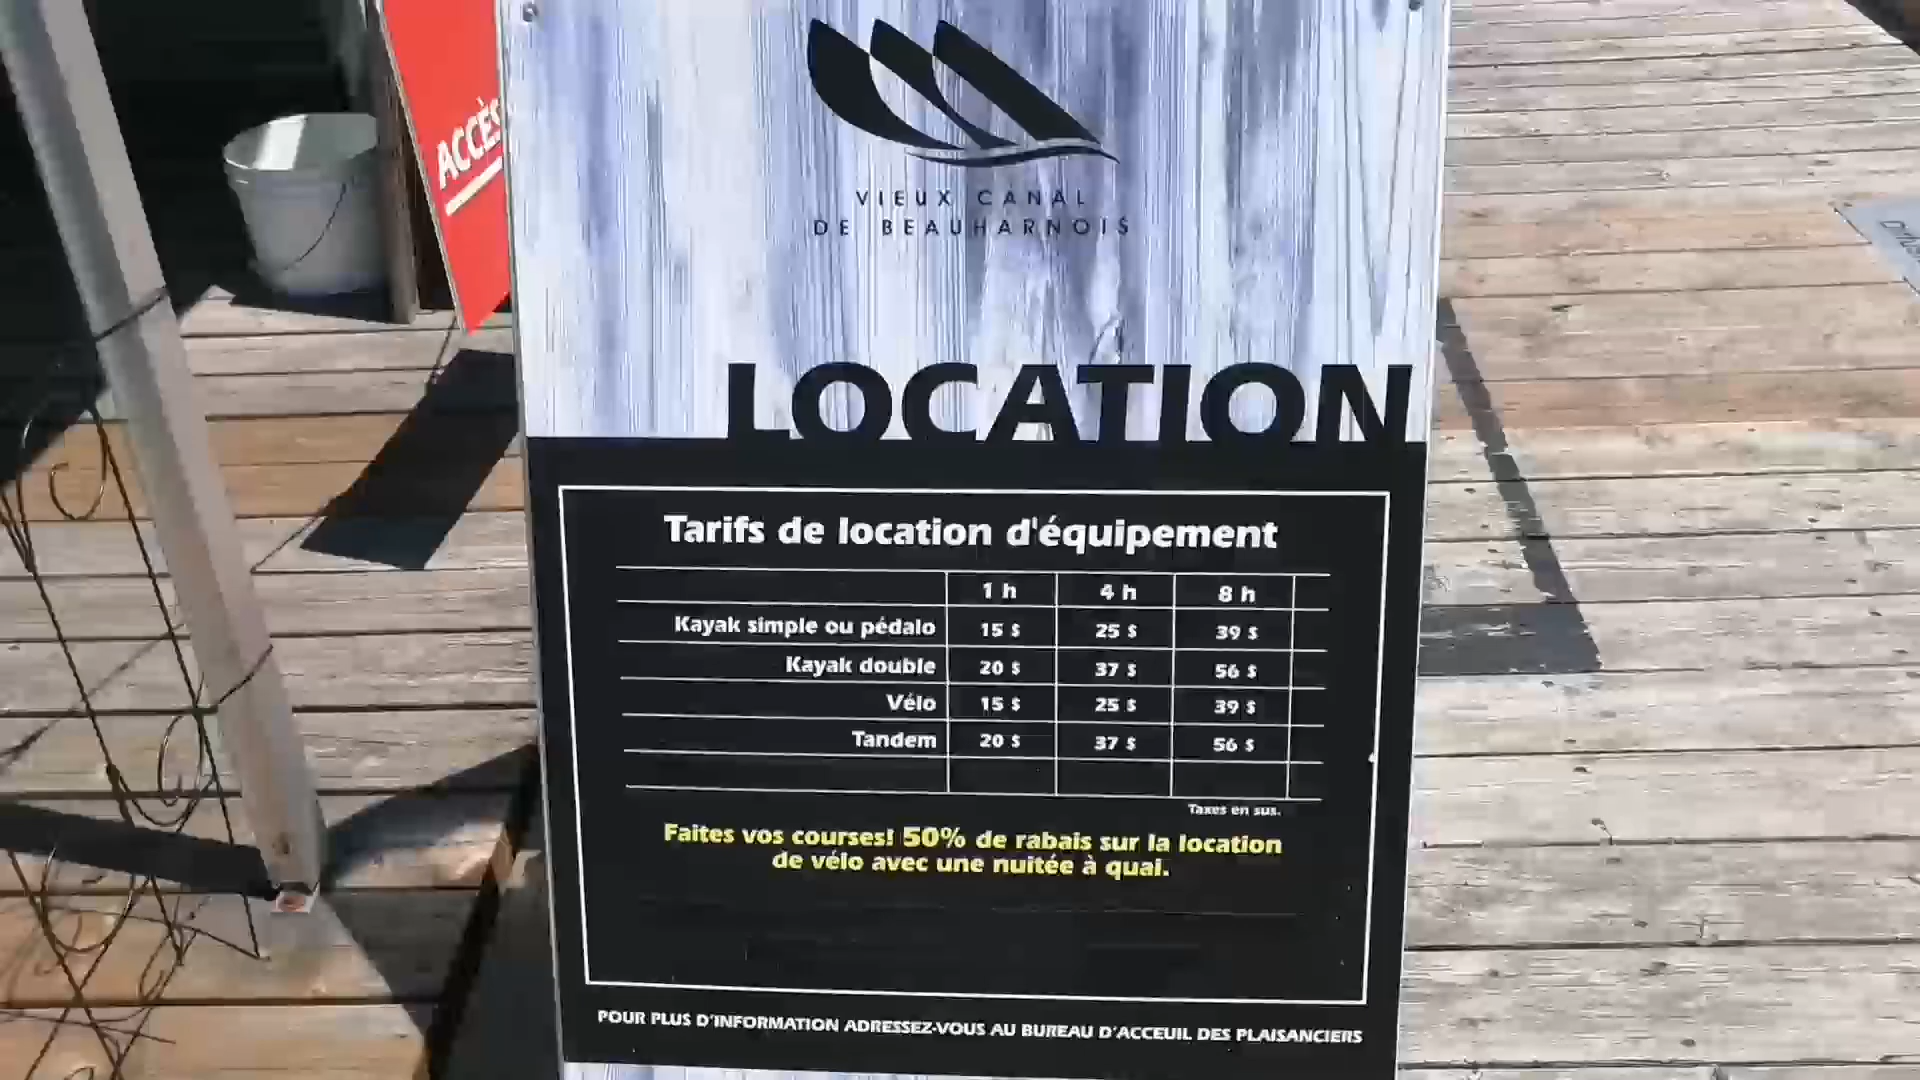 ACCÈS
VIEUX CANAL
DE BEAUHARNOIS
LOCATION
Tarifs de location d'équipement
1 h 4 h 8 h
Kayak simple ou pédalo 15 $ 25 $ 39 $
Kayak double 20 $ 37 $ 56 $
Vélo 15 $ 25 $ 39 $
Tandem 20 $ 37 $ 56 $
Taxes en sus.
Faites vos courses! 50% de rabais sur la location
de vélo avec une nuitée à quai.
POUR PLUS D'INFORMATION ADRESSEZ-VOUS AU BUREAU D'ACCEUIL DES PLAISANCIERS